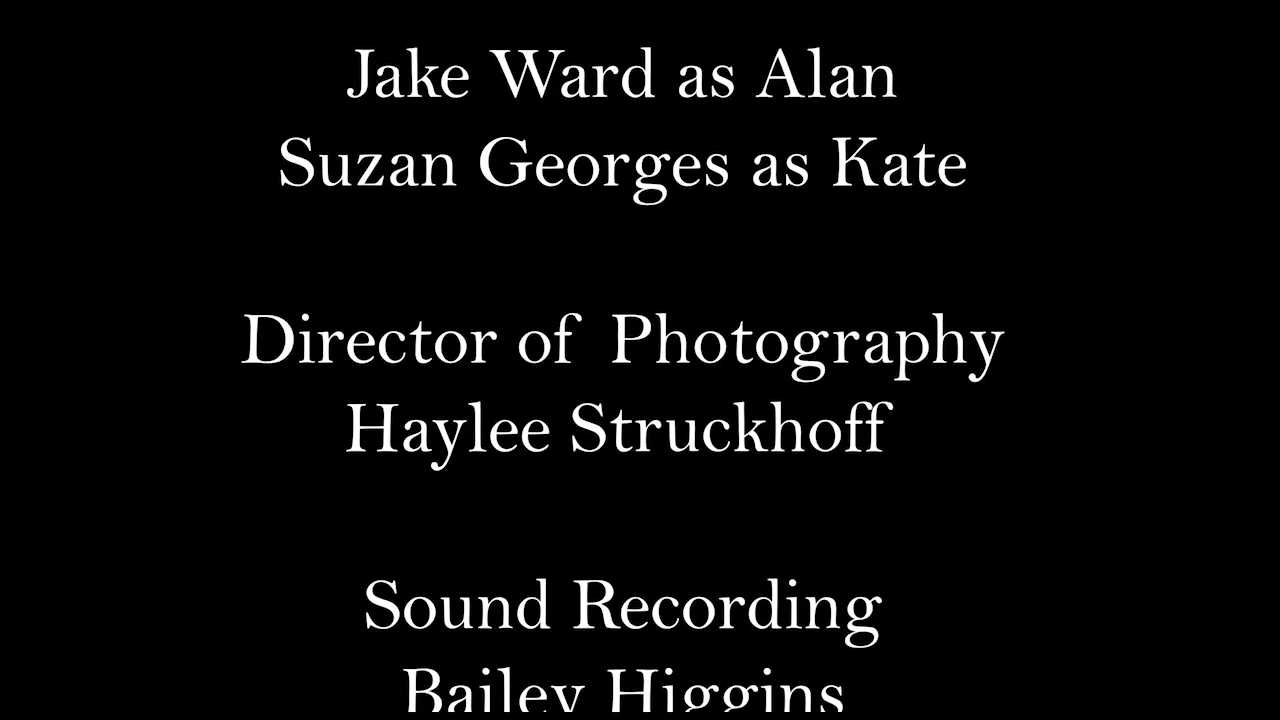 Jake Ward as Alan
Suzan Georges as Kate
Director of Photography
Haylee Struckhoff
Sound Recording
Bailey Higgins